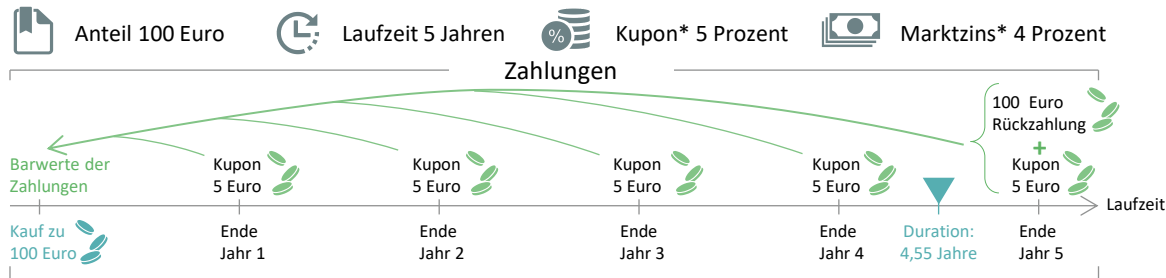 Anteil 100 Euro
% 
Laufzeit 5 Jahren
Kupon* 5 Prozent
Marktzins* 4 Prozent
Zahlungen
100 Euro
Rückzahlung
+
Barwerte der
Zahlungen
Kupon
5 Euro
Kupon
5 Euro
Kupon
5 Euro
Kupon
5 Euro
Kupon
5 Euro
Laufzeit
Kauf zu
100 Euro
Ende
Jahr 1
Ende
Jahr 2
Ende
Jahr 3
Ende
Jahr 4
Duration:
4,55 Jahre
Ende
Jahr 5